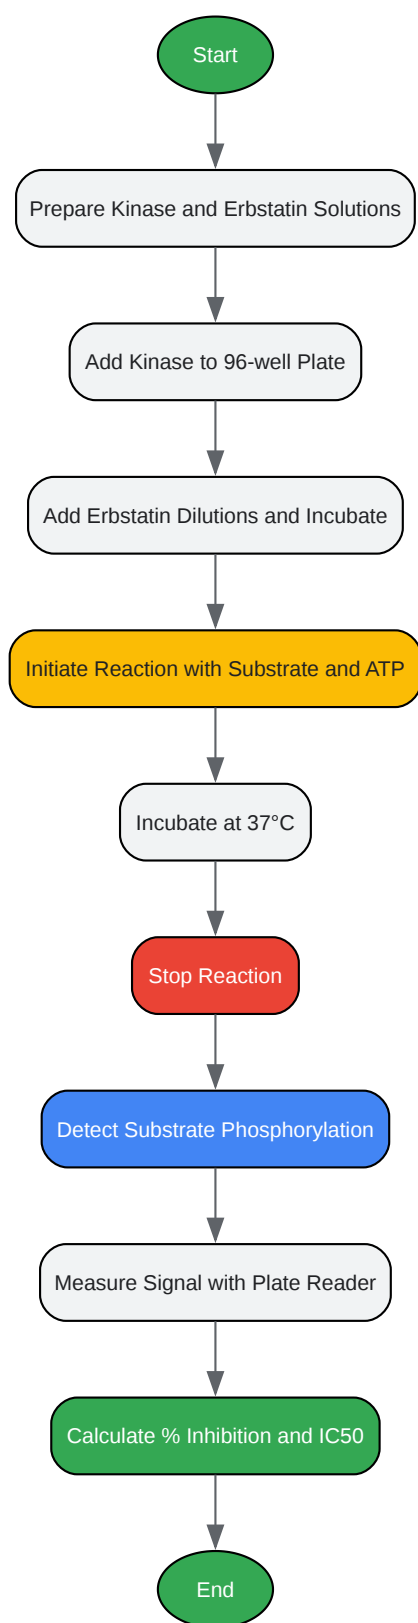 Start
Prepare Kinase and Erbstatin Solutions
Add Kinase to 96-well Plate
Add Erbstatin Dilutions and Incubate
Initiate Reaction with Substrate and ATP
Incubate at 37°C
Stop Reaction
Detect Substrate Phosphorylation
Measure Signal with Plate Reader
Calculate % Inhibition and IC50
End